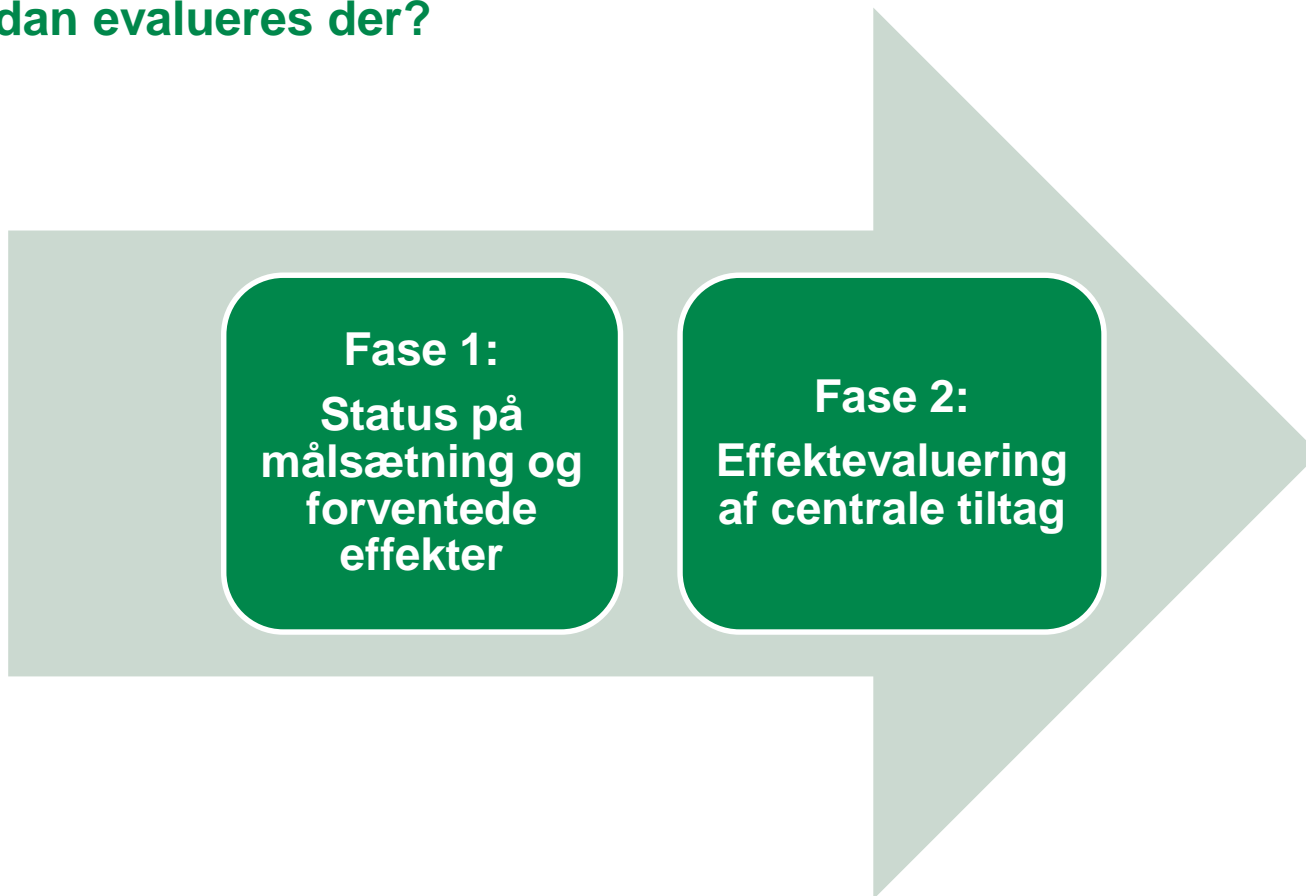 dan evalueres der?
Fase 1:
Status på
målsætning og
forventede
effekter
Fase 2:
Effektevaluering
af centrale tiltag